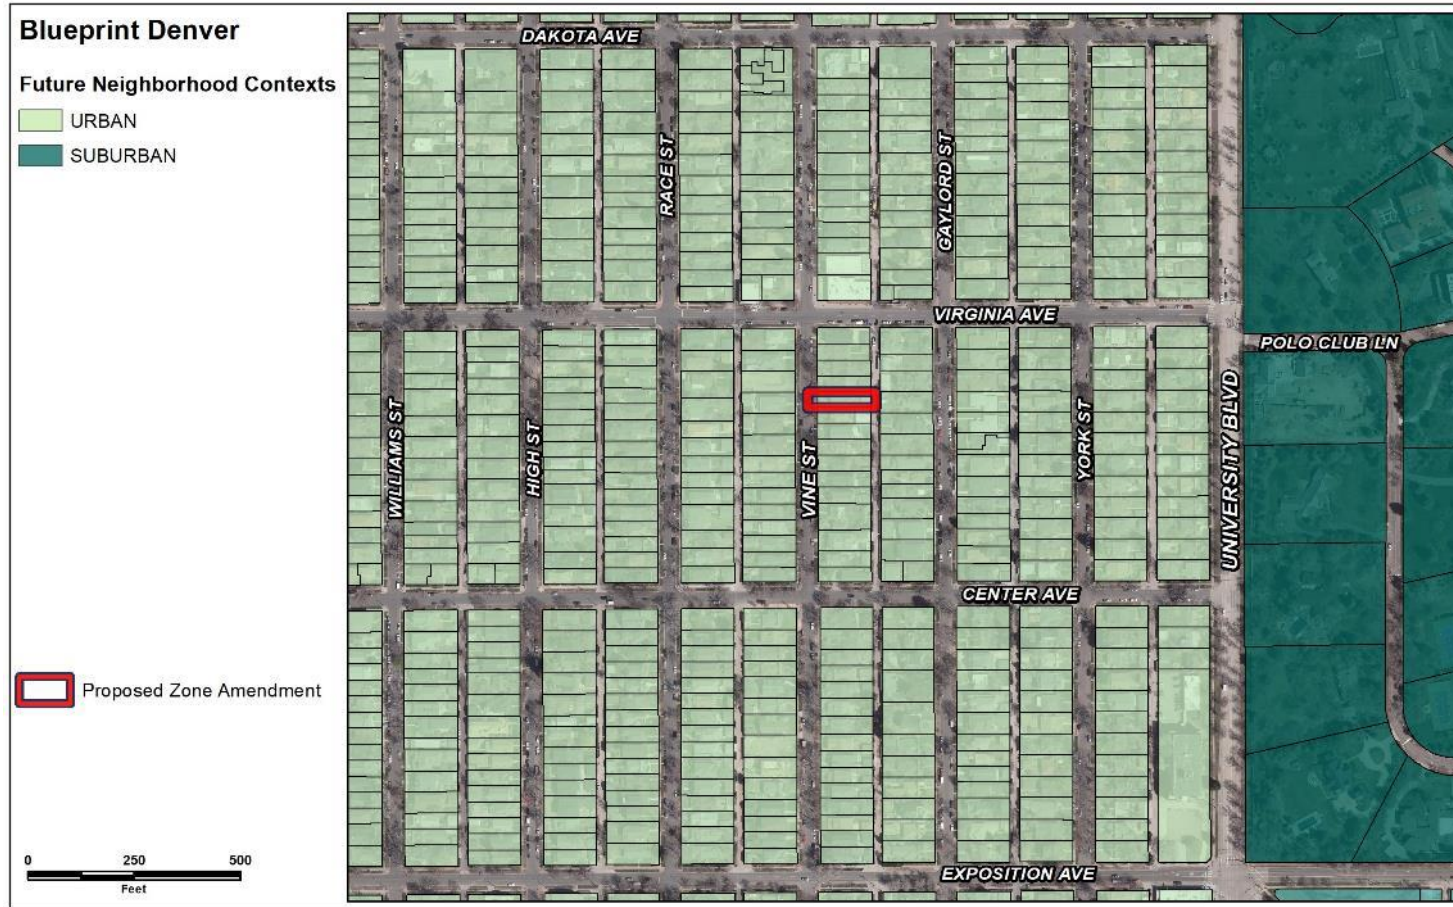 Blueprint Denver
Future Neighborhood Contexts
URBAN
SUBURBAN
Proposed Zone Amendment
0 250 500
Feet
DAKOTA AVE
RACE ST
GAYLORD ST
VIRGINIA AVE
POLO CLUB LN
WILLIAMS ST
HIGH ST
VINE ST
YORK ST
UNIVERSITY BLVD
CENTER AVE
EXPOSITION AVE